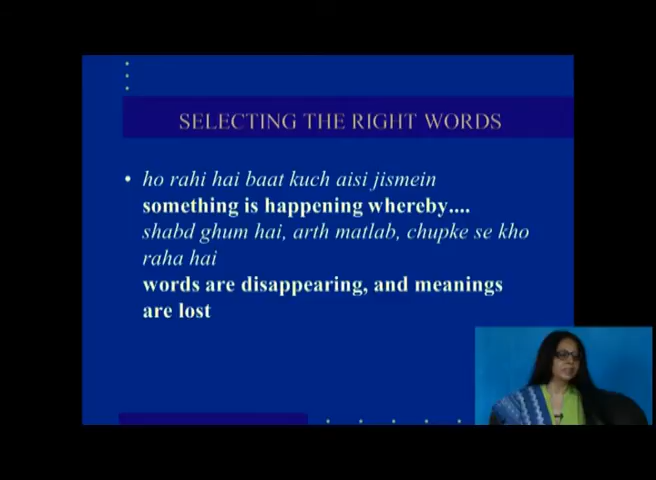 SELECTING THE RIGHT WORDS
• ho rahi hai baat kuch aisi jismein
something is happening whereby....
shabd ghum hai, arth matlab, chupke se kho
raha hai
words are disappearing, and meanings
are lost